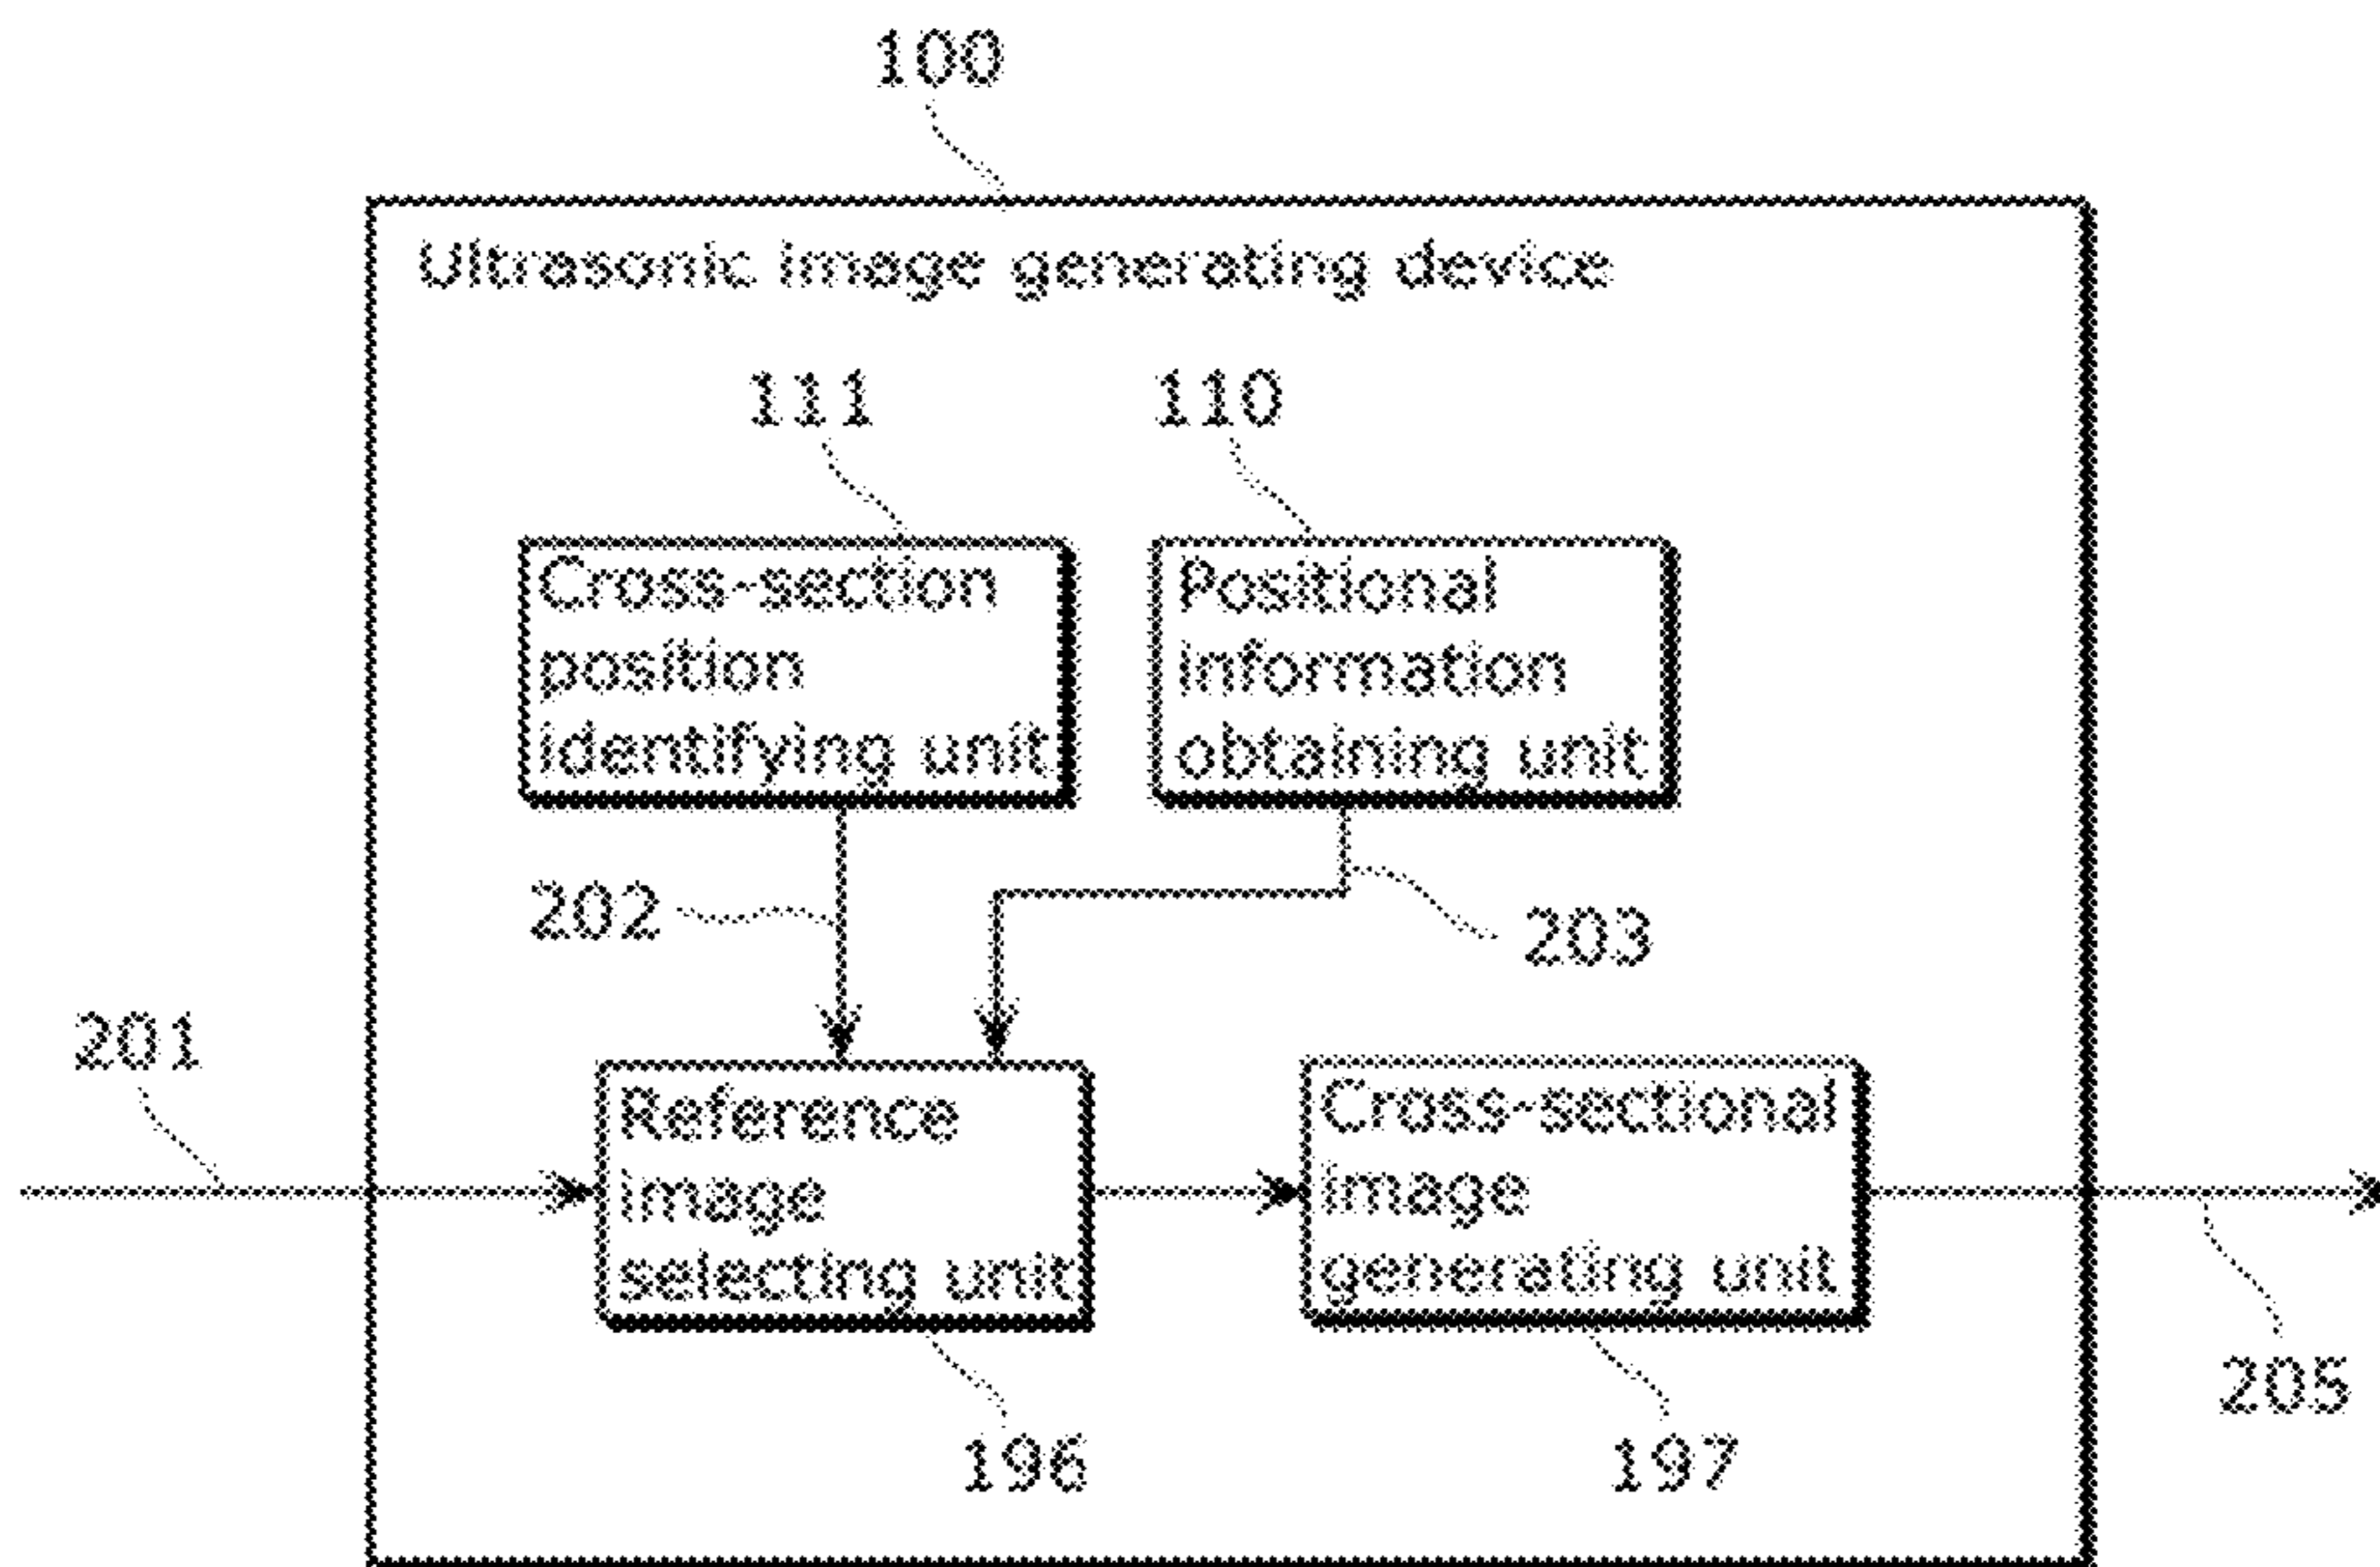 100
Ultrasonic image generating device
111
110
Cross-section
position
identifying unit
Positional
information
obtaining unit
202
203
201
Reference
image
selecting unit
Cross-sectional
image
generating unit
205
196
197